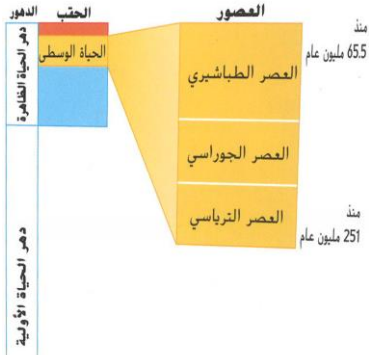 العصور
الحقب
الدهور
منذ
65.5 مليون عام
العصر الطباشيري
الحياة الوسطى
دهر الحياة الظاهرة
العصر الجوراسي
العصر الترياسي
منذ
251 مليون عام
دهر الحياة الأولية